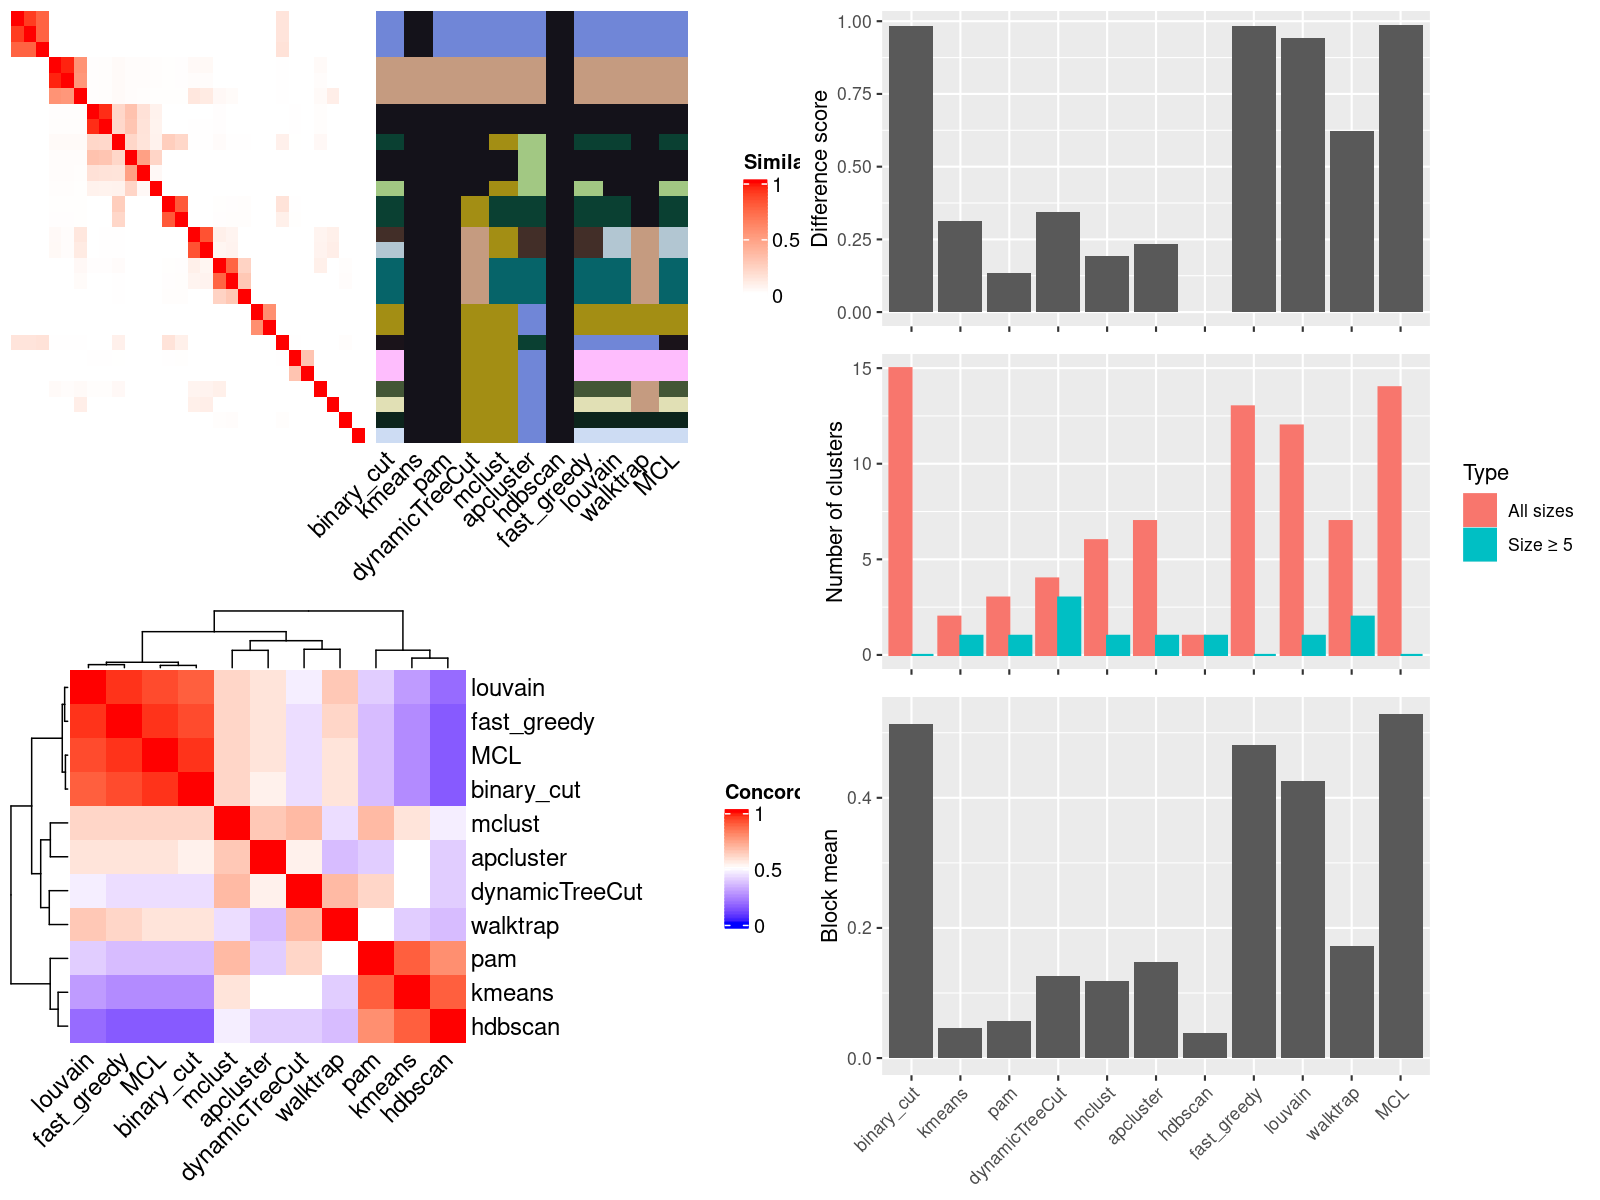 Simila
1
0.5
0
binary_cut
kmeans
pam
dynamicTreeCut
mclust
apcluster
hdbscan
fast_greedy
louvain
walktrap
MCL
Difference score
1.00
0.75
0.50
0.25
0.00
Number of clusters
15
10
5
0
Type
All sizes
Size ≥ 5
louvain
fast_greedy
MCL
binary_cut
mclust
apcluster
dynamicTreeCut
walktrap
pam
kmeans
hdbscan
louvain
fast_greedy
MCL
binary_cut
mclust
apcluster
dynamicTreeCut
walktrap
pam
kmeans
hdbscan
Concord
1
0.5
0
Block mean
0.4
0.2
0.0
binary_cut
kmeans
pam
dynamicTreeCut
mclust
apcluster
hdbscan
fast_greedy
louvain
walktrap
MCL